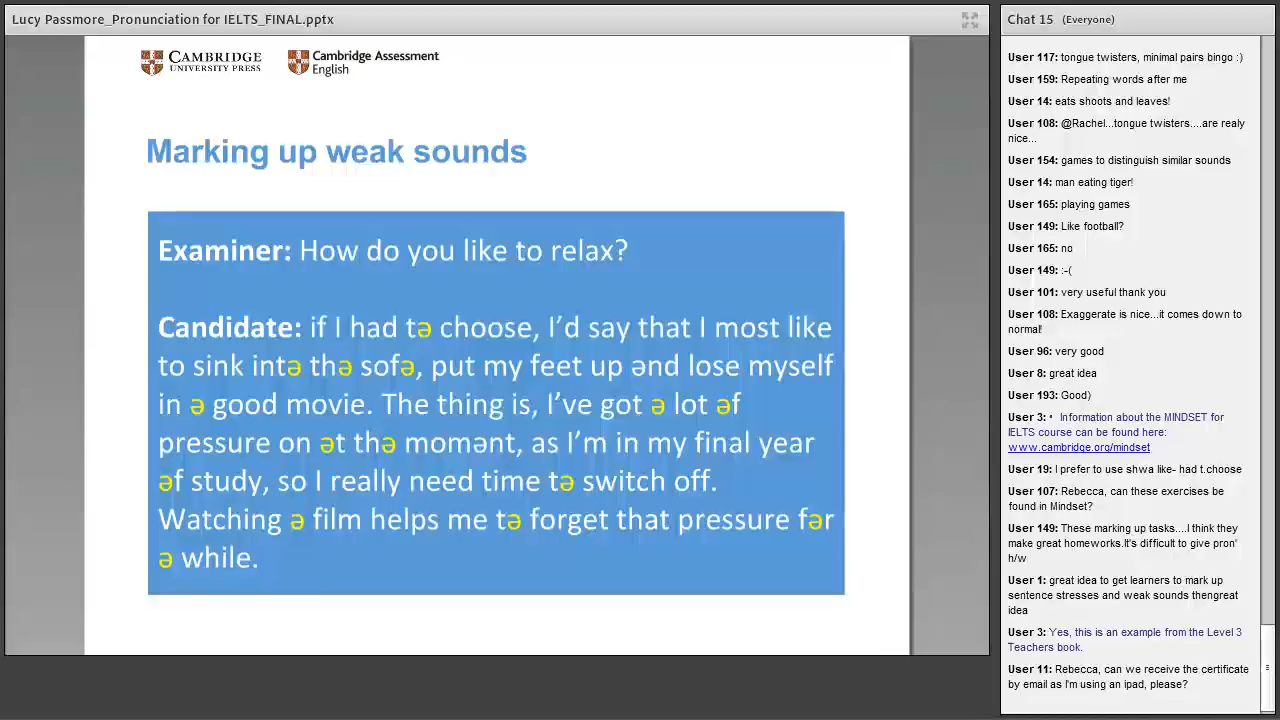 Lucy Passmore_Pronunciation for IELTS_FINAL.pptx
CAMBRIDGE
UNIVERSITY PRESS
Cambridge Assessment
English
Marking up weak sounds
Examiner: How do you like to relax?
Candidate: if I had tə choose, I’d say that I most like
to sink intə thə sofə, put my feet up ənd lose myself
in ə good movie. The thing is, I’ve got ə lot əf
pressure on ət thə momənt, as I’m in my final year
əf study, so I really need time tə switch off.
Watching ə film helps me tə forget that pressure fər
ə while.
Chat 15 (Everyone)
User 117: tongue twisters, minimal pairs bingo :)
User 159: Repeating words after me
User 14: eats shoots and leaves!
User 108: @Rachel...tongue twisters....are realy
nice...
User 154: games to distinguish similar sounds
User 14: man eating tiger!
User 165: playing games
User 149: Like football?
User 165: no
User 149: :-(
User 101: very useful thank you
User 108: Exaggerate is nice...it comes down to
normal!
User 96: very good
User 8: great idea
User 193: Good)
User 3: • Information about the MINDSET for
IELTS course can be found here:
www.cambridge.org/mindset
User 19: I prefer to use shwa like- had t.choose
User 107: Rebecca, can these exercises be
found in Mindset?
User 149: These marking up tasks....I think they
make great homeworks.It's difficult to give pron'
h/w
User 1: great idea to get learners to mark up
sentence stresses and weak sounds thengreat
idea
User 3: Yes, this is an example from the Level 3
Teachers book.
User 11: Rebecca, can we receive the certificate
by email as I'm using an ipad, please?